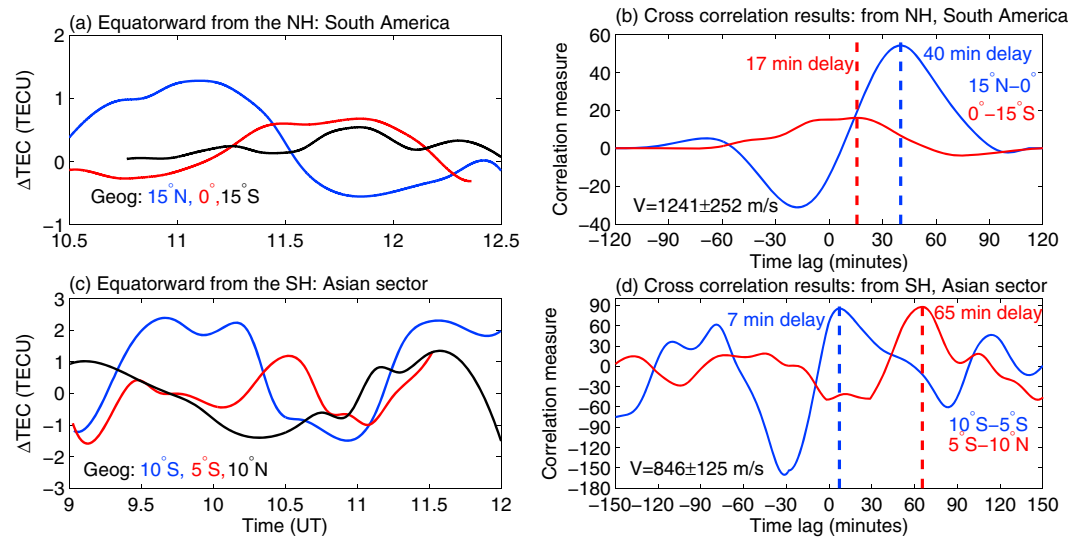 (a) Equatorward from the NH: South America
ΔTEC (TECU)
2
1
0
−1
Geog: 15°N, 0°,15°S
10.5 11 11.5 12 12.5
(b) Cross correlation results: from NH, South America
Correlation measure
60
40
20
0
−20
−40
17 min delay
40 min delay
15°N−0°
0°−15°S
V=1241±252 m/s
−120 −90 −60 −30 0 30 60 90 120
Time lag (minutes)
(c) Equatorward from the SH: Asian sector
ΔTEC (TECU)
3
2
1
0
−1
−2
−3
Geog: 10°S, 5°S,10°N
9 9.5 10 10.5 11 11.5 12
Time (UT)
(d) Cross correlation results: from SH, Asian sector
Correlation measure
90
60
30
0
−30
−60
−90
−120
−150
−180
7 min delay
65 min delay
10°S−5°S
5°S−10°N
V=846±125 m/s
−150−120−90 −60 −30 0 30 60 90 120 150
Time lag (minutes)